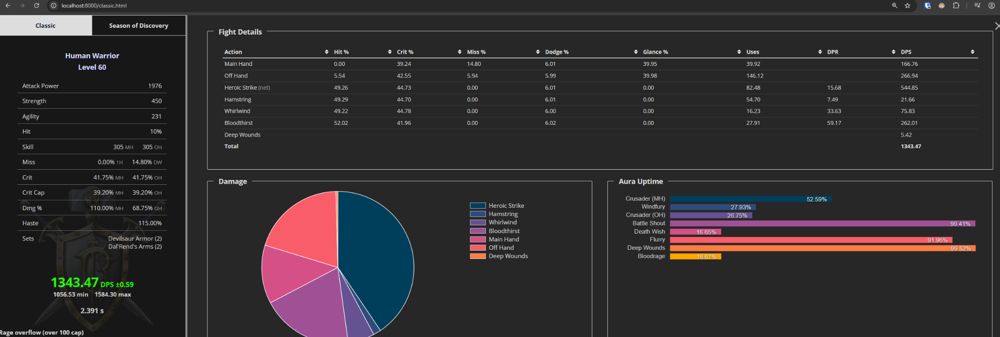 localhost:8000/classic.html
Classic Season of Discovery
Human Warrior
Level 60
Attack Power 1976
Strength 450
Agility 231
Hit 10%
Skill 305 MH 305 OH
Miss 0.00% 1H 14.80% DW
Crit 41.75% MH 41.75% OH
Crit Cap 39.20% MH 39.20% OH
Dmg % 110.00% MH 68.75% OH
Haste 115.00%
Sets Devilsaur Armor (2)
Dal'Rend's Arms (2)
1343.47 DPS ±0.59
1056.53 min 1584.30 max
2.391 s
Rage overflow (over 100 cap)
Fight Details
Action Hit % Crit % Miss % Dodge % Glance % Uses DPR DPS
Main Hand 0.00 39.24 14.80 6.01 39.95 39.92 166.76
Off Hand 5.54 42.55 5.94 5.99 39.98 146.12 266.94
Heroic Strike (net) 49.26 44.73 0.00 6.01 0.00 82.48 15.68 544.85
Hamstring 49.29 44.70 0.00 6.01 0.00 54.70 7.49 21.66
Whirlwind 49.22 44.78 0.00 6.00 0.00 16.23 33.63 75.83
Bloodthirst 52.02 41.96 0.00 6.02 0.00 27.91 59.17 262.01
Deep Wounds 5.42
Total 1343.47
Damage
Heroic Strike
Hamstring
Whirlwind
Bloodthirst
Main Hand
Off Hand
Deep Wounds
Aura Uptime
Crusader (MH) 52.59%
Windfury 27.93%
Crusader (OH) 26.75%
Battle Shout 99.41%
Death Wish 16.65%
Flurry 91.96%
Deep Wounds 99.52%
Bloodrage 16.67%